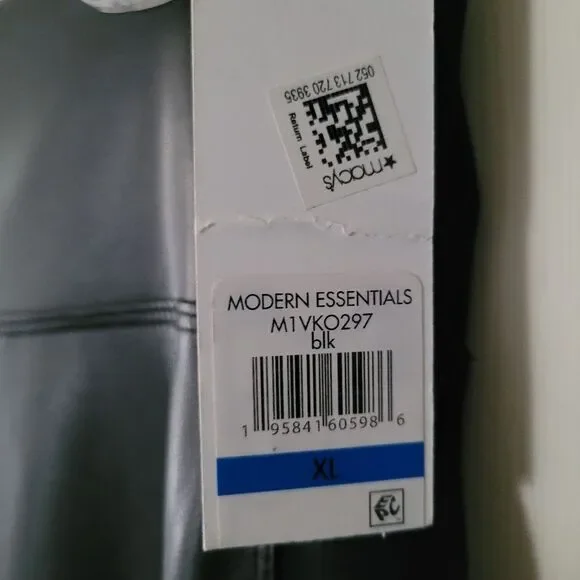 052 713 720 3935
Return Label
★macy's
MODERN ESSENTIALS
M1VKO297
blk
1 95841 60598 6
XL